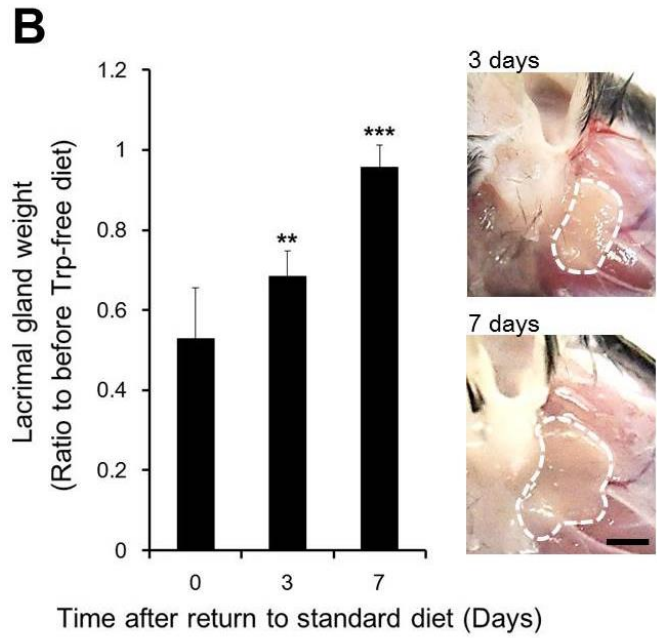 B
Lacrimal gland weight
(Ratio to before Trp-free diet)
1.2
1
0.8
0.6
0.4
0.2
0
**
***
0 3 7
Time after return to standard diet (Days)
3 days
7 days